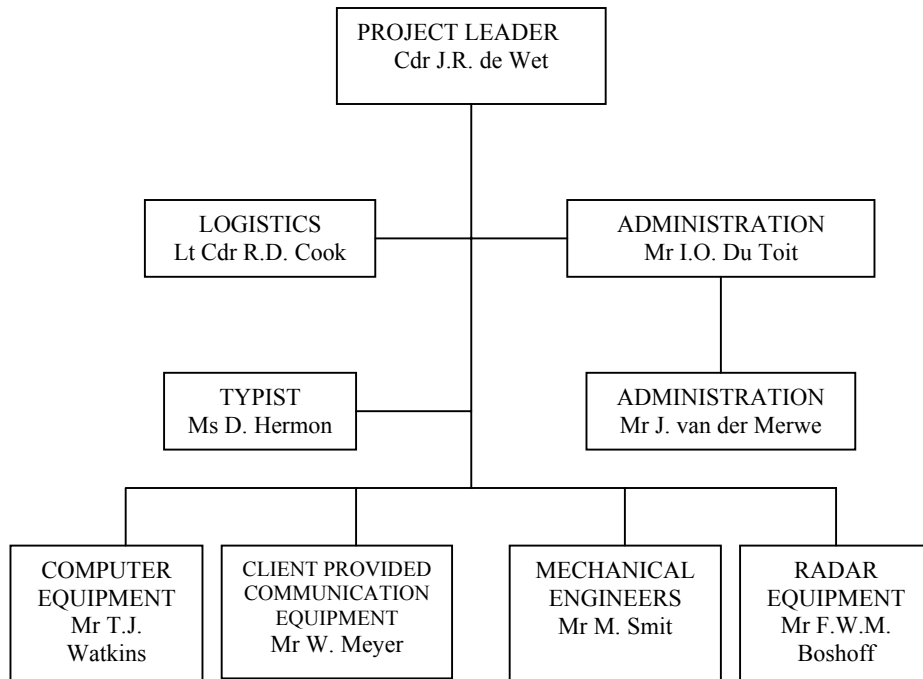 PROJECT LEADER
Cdr J.R. de Wet
LOGISTICS
Lt Cdr R.D. Cook
ADMINISTRATION
Mr I.O. Du Toit
TYPIST
Ms D. Hermon
ADMINISTRATION
Mr J. van der Merwe
COMPUTER
EQUIPMENT
Mr T.J.
Watkins
CLIENT PROVIDED
COMMUNICATION
EQUIPMENT
Mr W. Meyer
MECHANICAL
ENGINEERS
Mr M. Smit
RADAR
EQUIPMENT
Mr F.W.M.
Boshoff